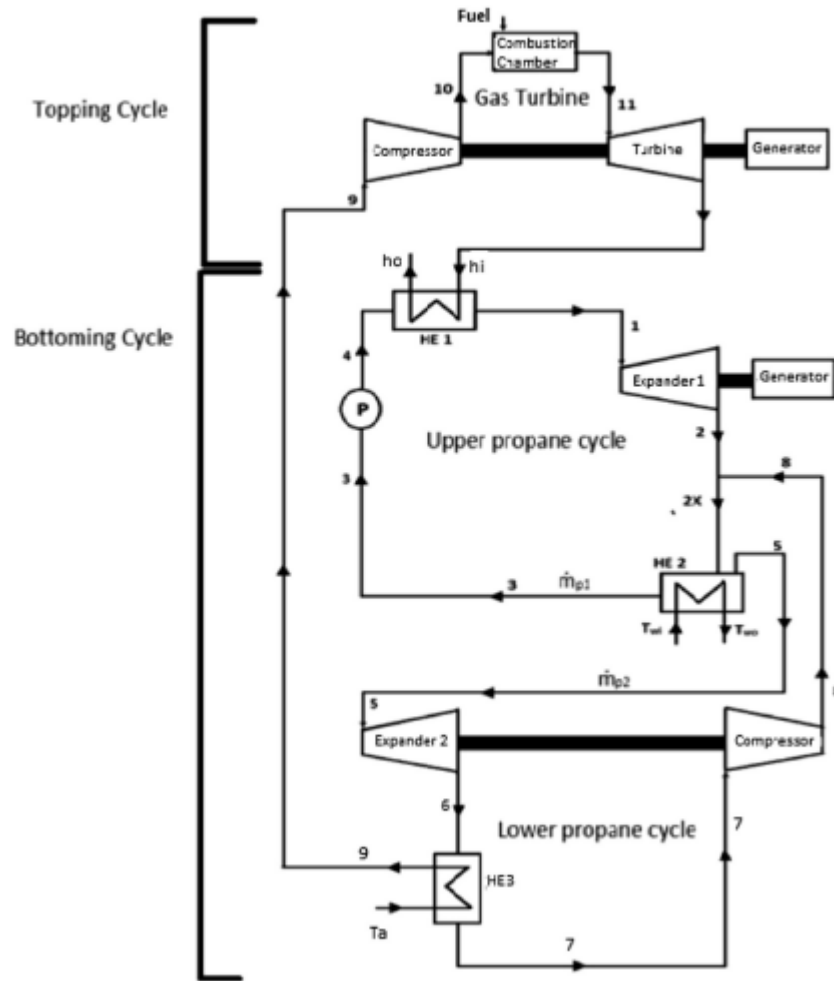 Fuel
Combustion
Chamber
Topping Cycle
10
Gas Turbine
11
Compressor
Turbine
Generator
9
ho
hi
Bottoming Cycle
HE 1
1
4
Expander 1
Generator
P
2
Upper propane cycle
8
3
2X
5
HE 2
3
ṁp1
Twi
Two
ṁp2
5
Expander 2
Compressor
6
Lower propane cycle
7
9
HE3
Ta
7